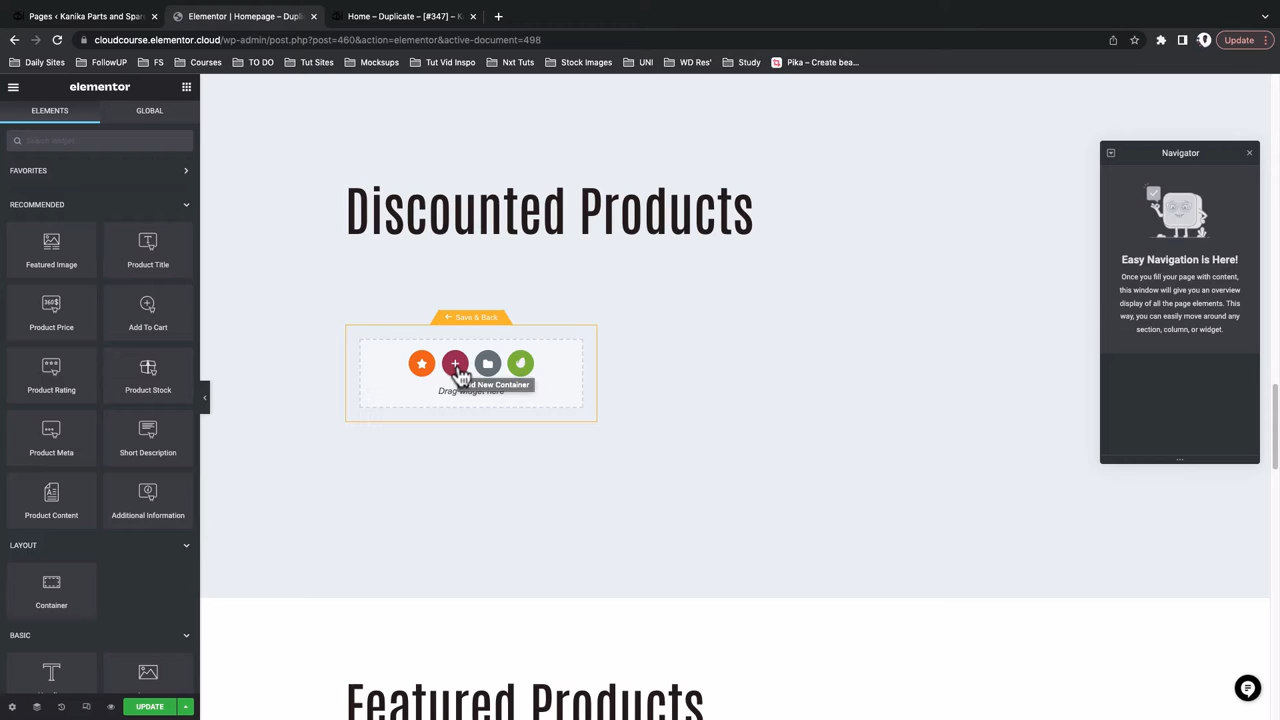 Pages ‹ Kanika Parts and Spar
Elementor | Homepage – Dupli
Home – Duplicate – [#347] – K
cloudcourse.elementor.cloud/wp-admin/post.php?post=460&action=elementor&active-document=498
Update
Daily Sites
FollowUP
FS
Courses
TO DO
Tut Sites
Mocksups
Tut Vid Inspo
Nxt Tuts
Stock Images
UNI
WD Res'
Study
Pika – Create bea...
elementor
ELEMENTS
GLOBAL
Search Widget...
FAVORITES
RECOMMENDED
Featured Image
Product Title
Product Price
Add To Cart
Product Rating
Product Stock
Product Meta
Short Description
Product Content
Additional Information
LAYOUT
Container
BASIC
UPDATE
Discounted Products
Save & Back
d New Container
Drag widget here
Featured Products
Navigator
Easy Navigation is Here!
Once you fill your page with content,
this window will give you an overview
display of all the page elements. This
way, you can easily move around any
section, column, or widget.